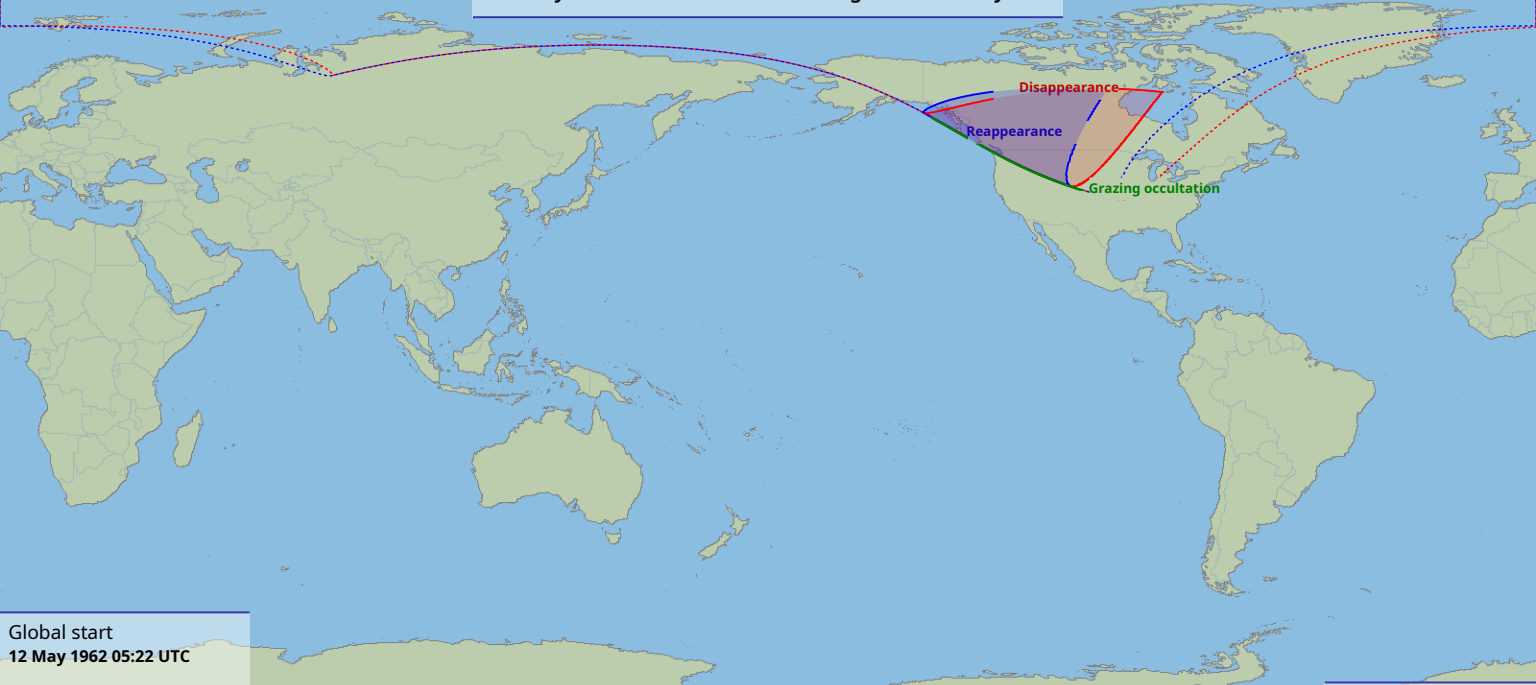 Disappearance
Reappearance
Grazing occultation
Global start
12 May 1962 05:22 UTC